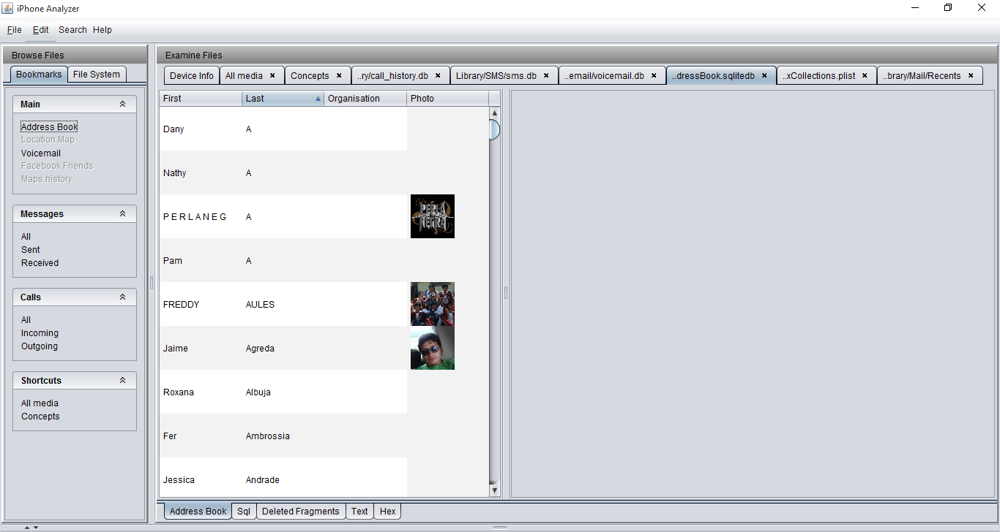 iPhone Analyzer
File Edit Search Help
Browse Files
Bookmarks File System
Main
Address Book
Location Map
Voicemail
Facebook Friends
Maps history
Messages
All
Sent
Received
Calls
All
Incoming
Outgoing
Shortcuts
All media
Concepts
Examine Files
Device Info All media Concepts ..ry/call_history.db Library/SMS/sms.db ..email/voicemail.db ..dressBook.sqlitedb ..xCollections.plist ..brary/Mail/Recents
First Last Organisation Photo
Dany A
Nathy A
P E R L A N E G A
PERLA
NEGRA
Pam A
FREDDY AULES
Jaime Agreda
Roxana Albuja
Fer Ambrossia
Jessica Andrade
Address Book Sql Deleted Fragments Text Hex